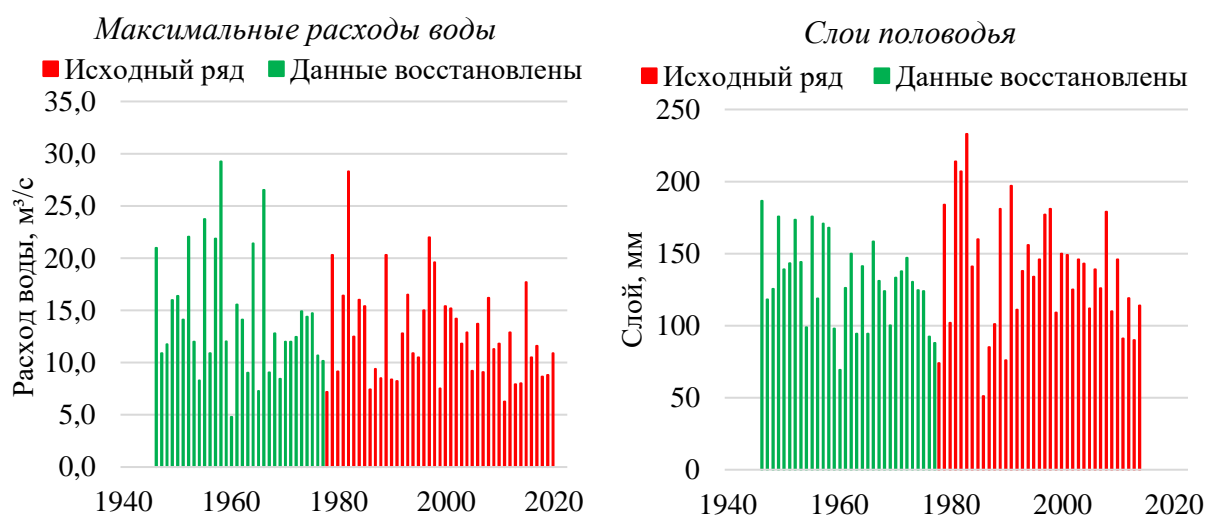 Максимальные расходы воды
Исходный ряд Данные восстановлены
35,0
30,0
25,0
20,0
15,0
10,0
5,0
0,0
Расход воды, м³/с
1940 1960 1980 2000 2020
Слои половодья
Исходный ряд Данные восстановлены
250
200
150
100
50
0
Слой, мм
1940 1960 1980 2000 2020